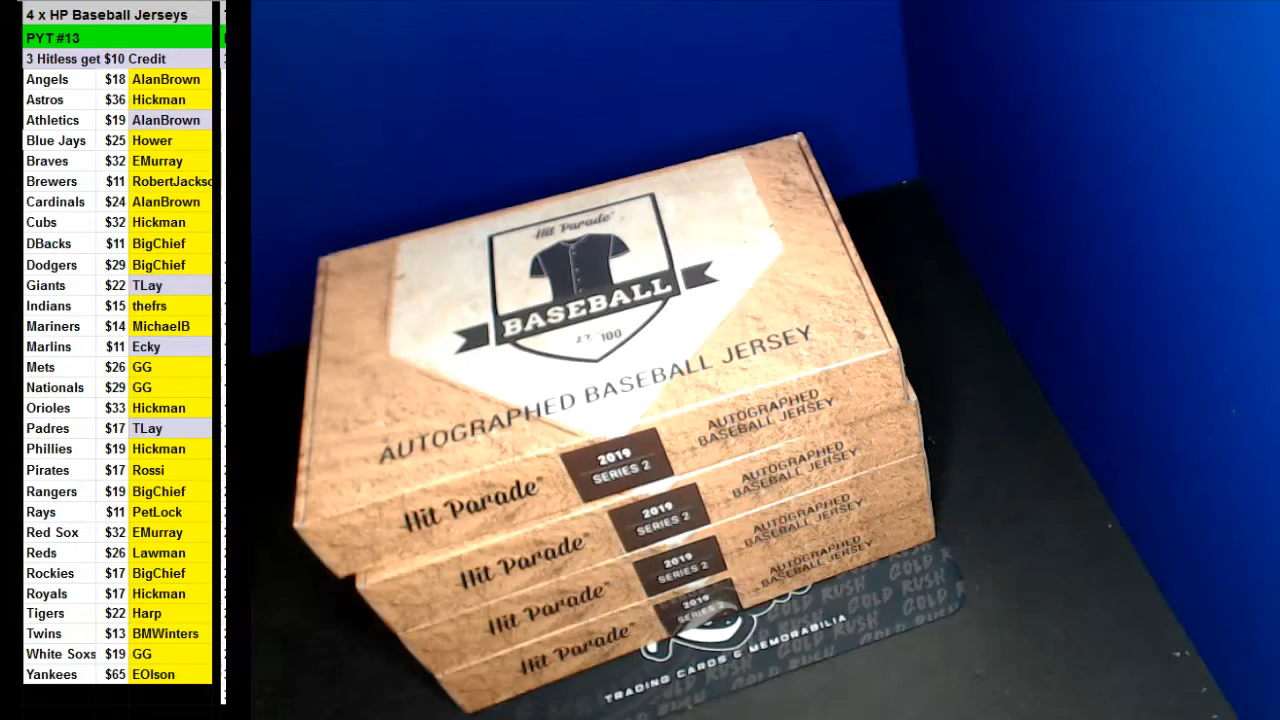 4 x HP Baseball Jerseys
PYT #13
3 Hitless get $10 Credit
Angels $18 AlanBrown
Astros $36 Hickman
Athletics $19 AlanBrown
Blue Jays $25 Hower
Braves $32 EMurray
Brewers $11 RobertJackso
Cardinals $24 AlanBrown
Cubs $32 Hickman
DBacks $11 BigChief
Dodgers $29 BigChief
Giants $22 TLay
Indians $15 thefrs
Mariners $14 MichaelB
Marlins $11 Ecky
Mets $26 GG
Nationals $29 GG
Orioles $33 Hickman
Padres $17 TLay
Phillies $19 Hickman
Pirates $17 Rossi
Rangers $19 BigChief
Rays $11 PetLock
Red Sox $32 EMurray
Reds $26 Lawman
Rockies $17 BigChief
Royals $17 Hickman
Tigers $22 Harp
Twins $13 BMWinters
White Soxs $19 GG
Yankees $65 EOlson
Hit Parade
BASEBALL
/100
AUTOGRAPHED BASEBALL JERSEY
Hit Parade
2019
SERIES 2
AUTOGRAPHED
BASEBALL JERSEY
Hit Parade
2019
SERIES 2
AUTOGRAPHED
BASEBALL JERSEY
Hit Parade
2019
SERIES 2
AUTOGRAPHED
BASEBALL JERSEY
Hit Parade
2019
SERIES 2
AUTOGRAPHED
BASEBALL JERSEY
GOLD RUSH
TRADING CARDS & MEMORABILIA